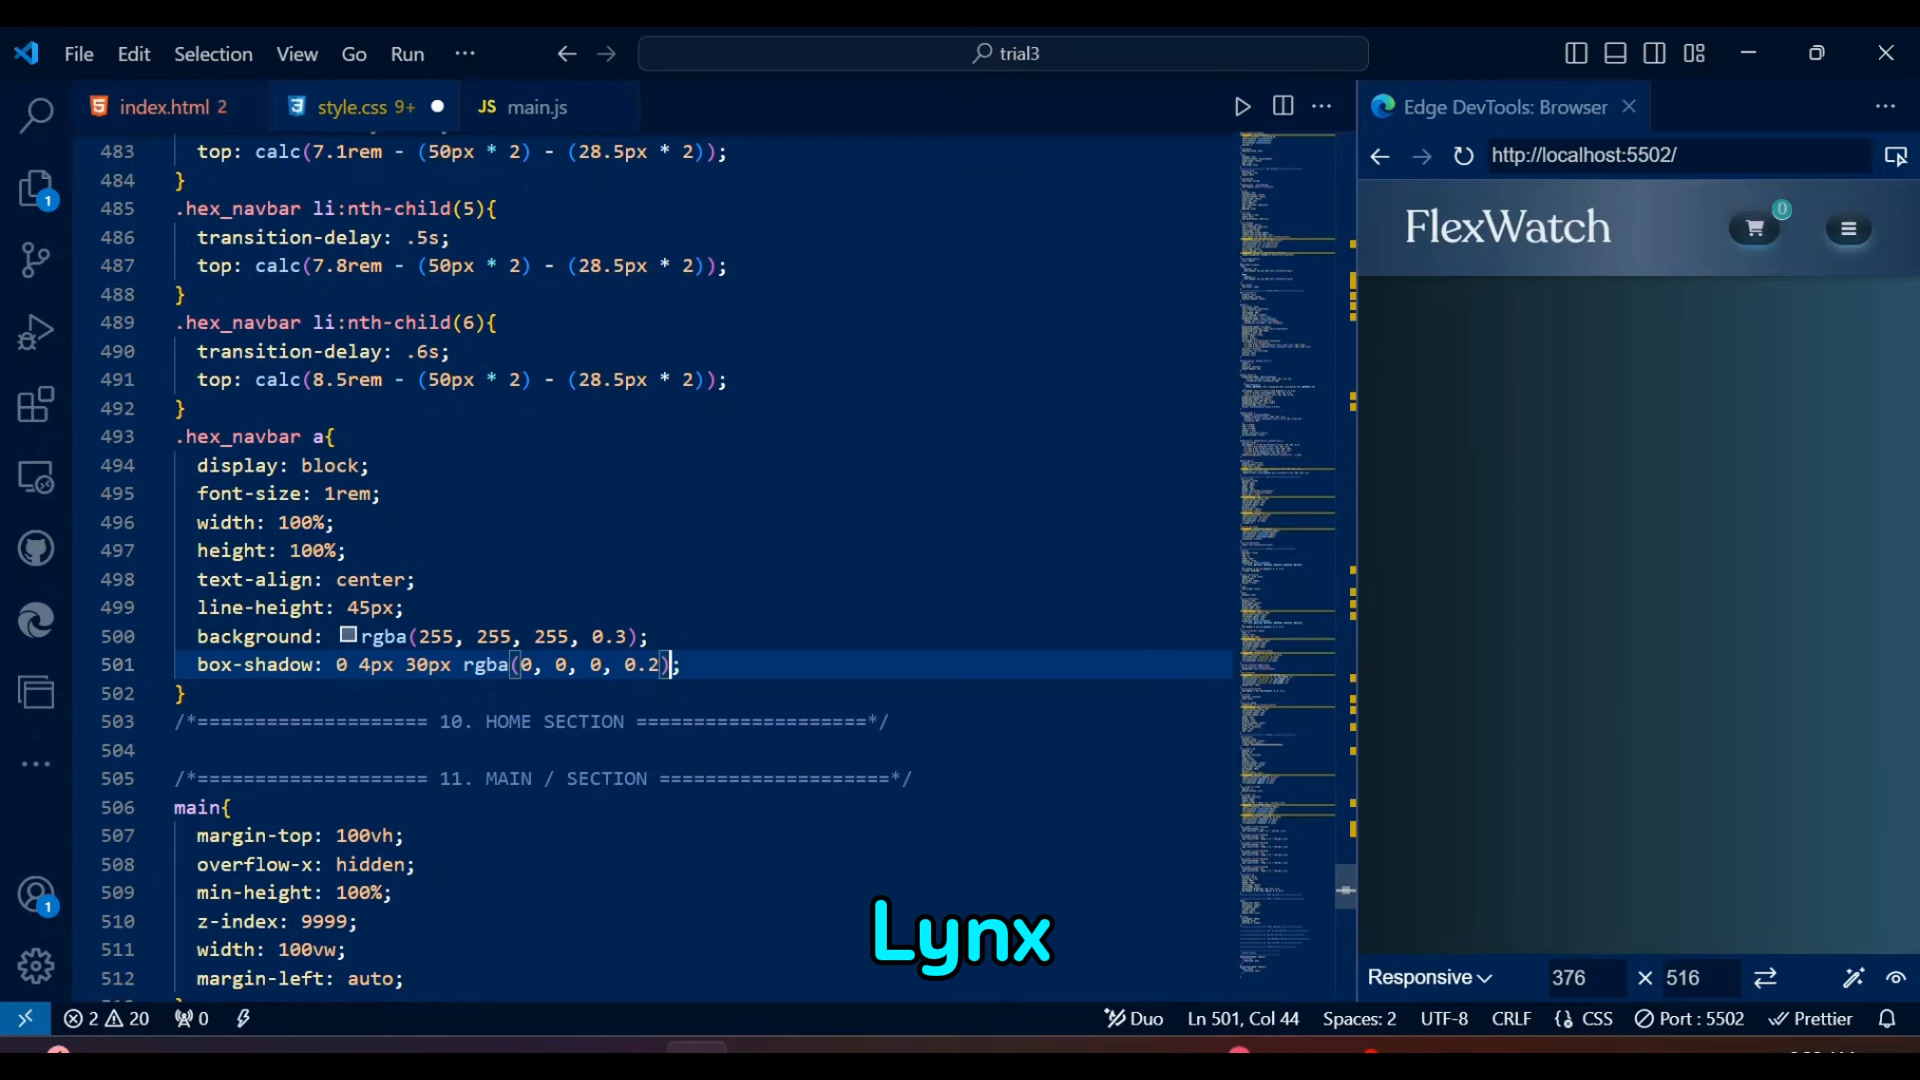 File Edit Selection View Go Run ··· trial3
index.html 2 style.css 9+ JS main.js ··· Edge DevTools: Browser ···
http://localhost:5502/
FlexWatch 0
483 top: calc(7.1rem - (50px * 2) - (28.5px * 2));
484 }
485 .hex_navbar li:nth-child(5){
486 transition-delay: .5s;
487 top: calc(7.8rem - (50px * 2) - (28.5px * 2));
488 }
489 .hex_navbar li:nth-child(6){
490 transition-delay: .6s;
491 top: calc(8.5rem - (50px * 2) - (28.5px * 2));
492 }
493 .hex_navbar a{
494 display: block;
495 font-size: 1rem;
496 width: 100%;
497 height: 100%;
498 text-align: center;
499 line-height: 45px;
500 background: rgba(255, 255, 255, 0.3);
501 box-shadow: 0 4px 30px rgba(0, 0, 0, 0.2);
502 }
503 /*==================== 10. HOME SECTION ====================*/
504
505 /*==================== 11. MAIN / SECTION ====================*/
506 main{
507 margin-top: 100vh;
508 overflow-x: hidden;
509 min-height: 100%;
510 z-index: 9999;
511 width: 100vw;
512 margin-left: auto;
1
1
Lynx
Responsive 376 × 516
2 20 0 Duo Ln 501, Col 44 Spaces: 2 UTF-8 CRLF {} CSS Port : 5502 Prettier